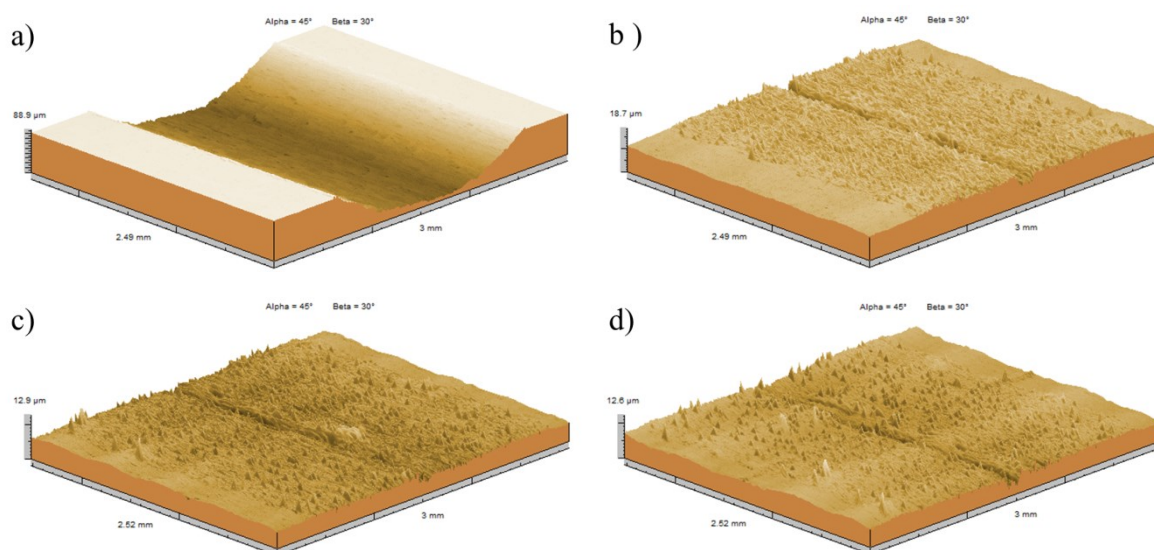 a)
Alpha = 45° Beta = 30°
88.9 µm
2.49 mm
3 mm
b )
Alpha = 45° Beta = 30°
18.7 µm
2.49 mm
3 mm
c)
Alpha = 45° Beta = 30°
12.9 µm
2.52 mm
3 mm
d)
Alpha = 45° Beta = 30°
12.6 µm
2.52 mm
3 mm